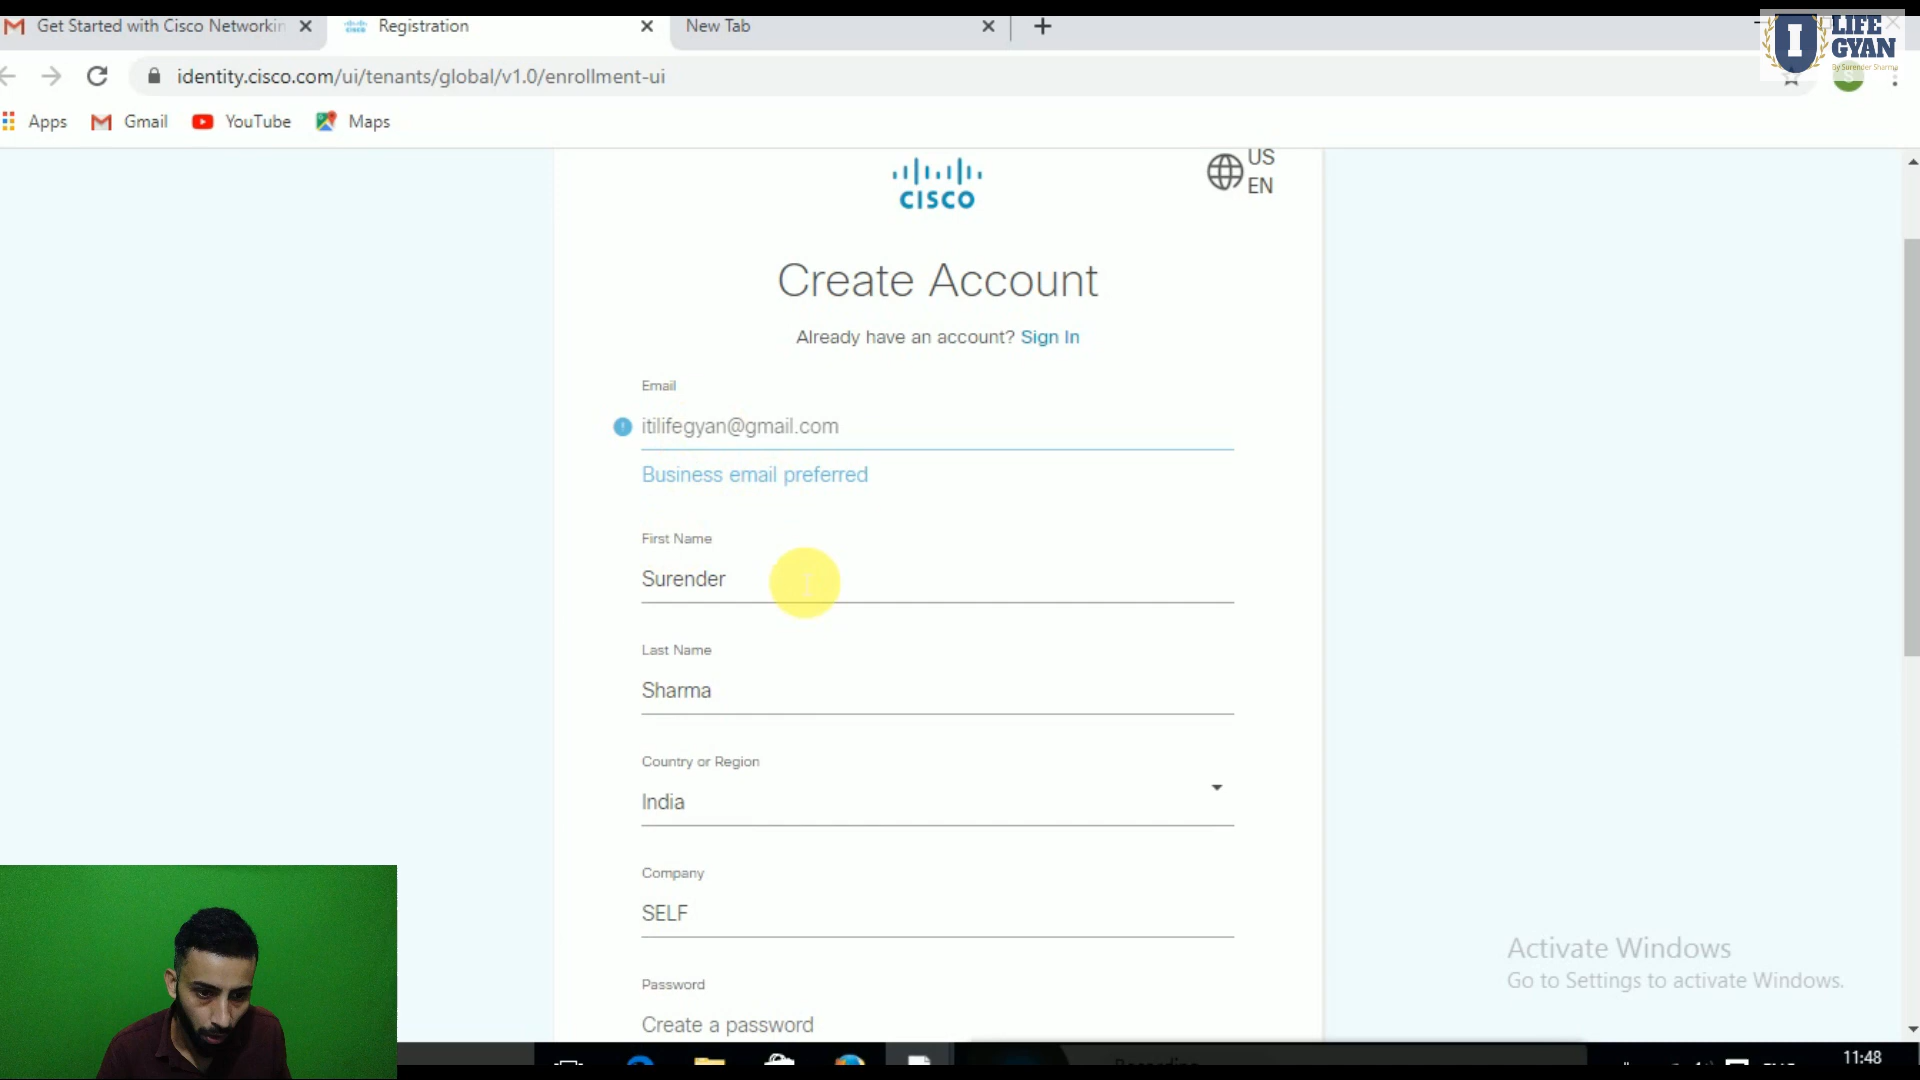 Get Started with Cisco Networkin
Registration
New Tab
I LIFE
GYAN
By Surender Sharma
identity.cisco.com/ui/tenants/global/v1.0/enrollment-ui
S
Apps
Gmail
YouTube
Maps
CISCO
US
EN
Create Account
Already have an account? Sign In
Email
itilifegyan@gmail.com
Business email preferred
First Name
Surender
Last Name
Sharma
Country or Region
India
Company
SELF
Password
Create a password
Activate Windows
Go to Settings to activate Windows.
11:48